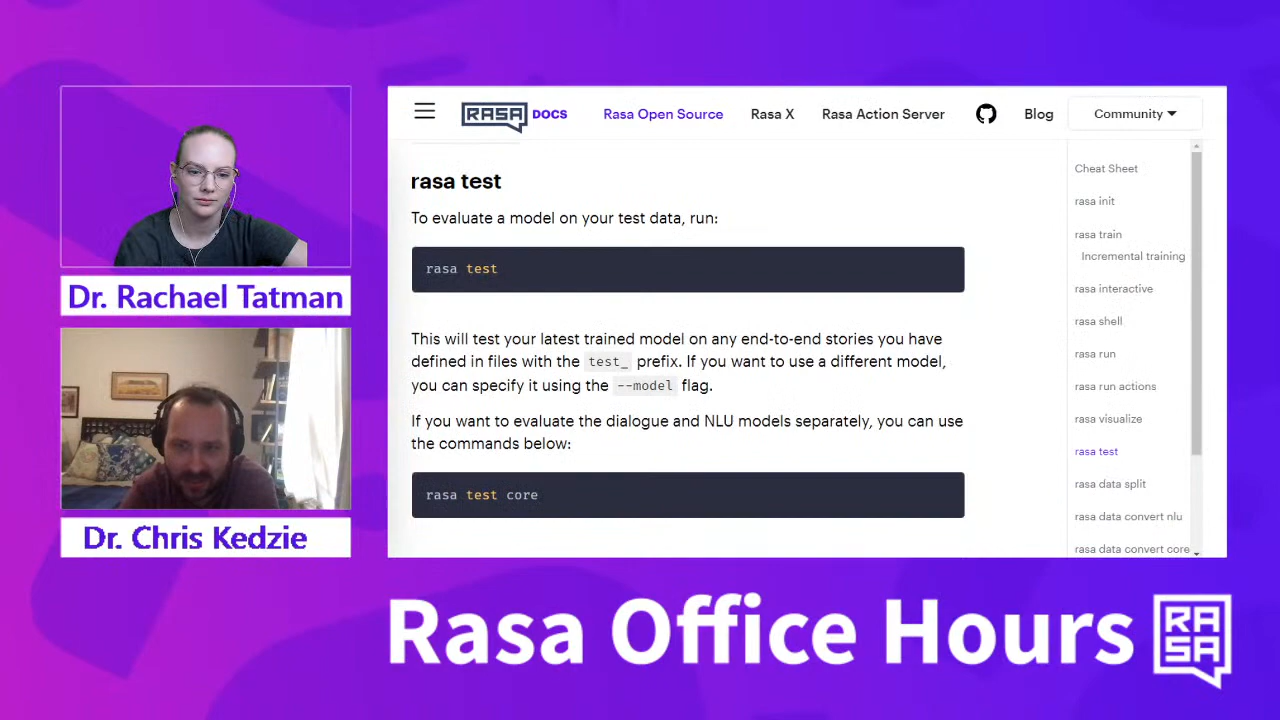 Dr. Rachael Tatman
Dr. Chris Kedzie
RASA DOCS Rasa Open Source Rasa X Rasa Action Server Blog Community
rasa test
To evaluate a model on your test data, run:
rasa test
This will test your latest trained model on any end-to-end stories you have
defined in files with the test_ prefix. If you want to use a different model,
you can specify it using the --model flag.
If you want to evaluate the dialogue and NLU models separately, you can use
the commands below:
rasa test core
Cheat Sheet
rasa init
rasa train
Incremental training
rasa interactive
rasa shell
rasa run
rasa run actions
rasa visualize
rasa test
rasa data split
rasa data convert nlu
rasa data convert core
Rasa Office Hours
RA
SA